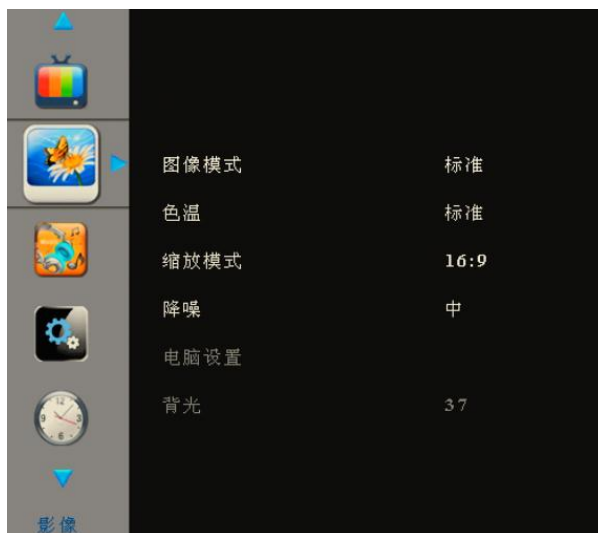 图像模式 标准
色温 标准
缩放模式 16:9
降噪 中
电脑设置
背光 37
影像